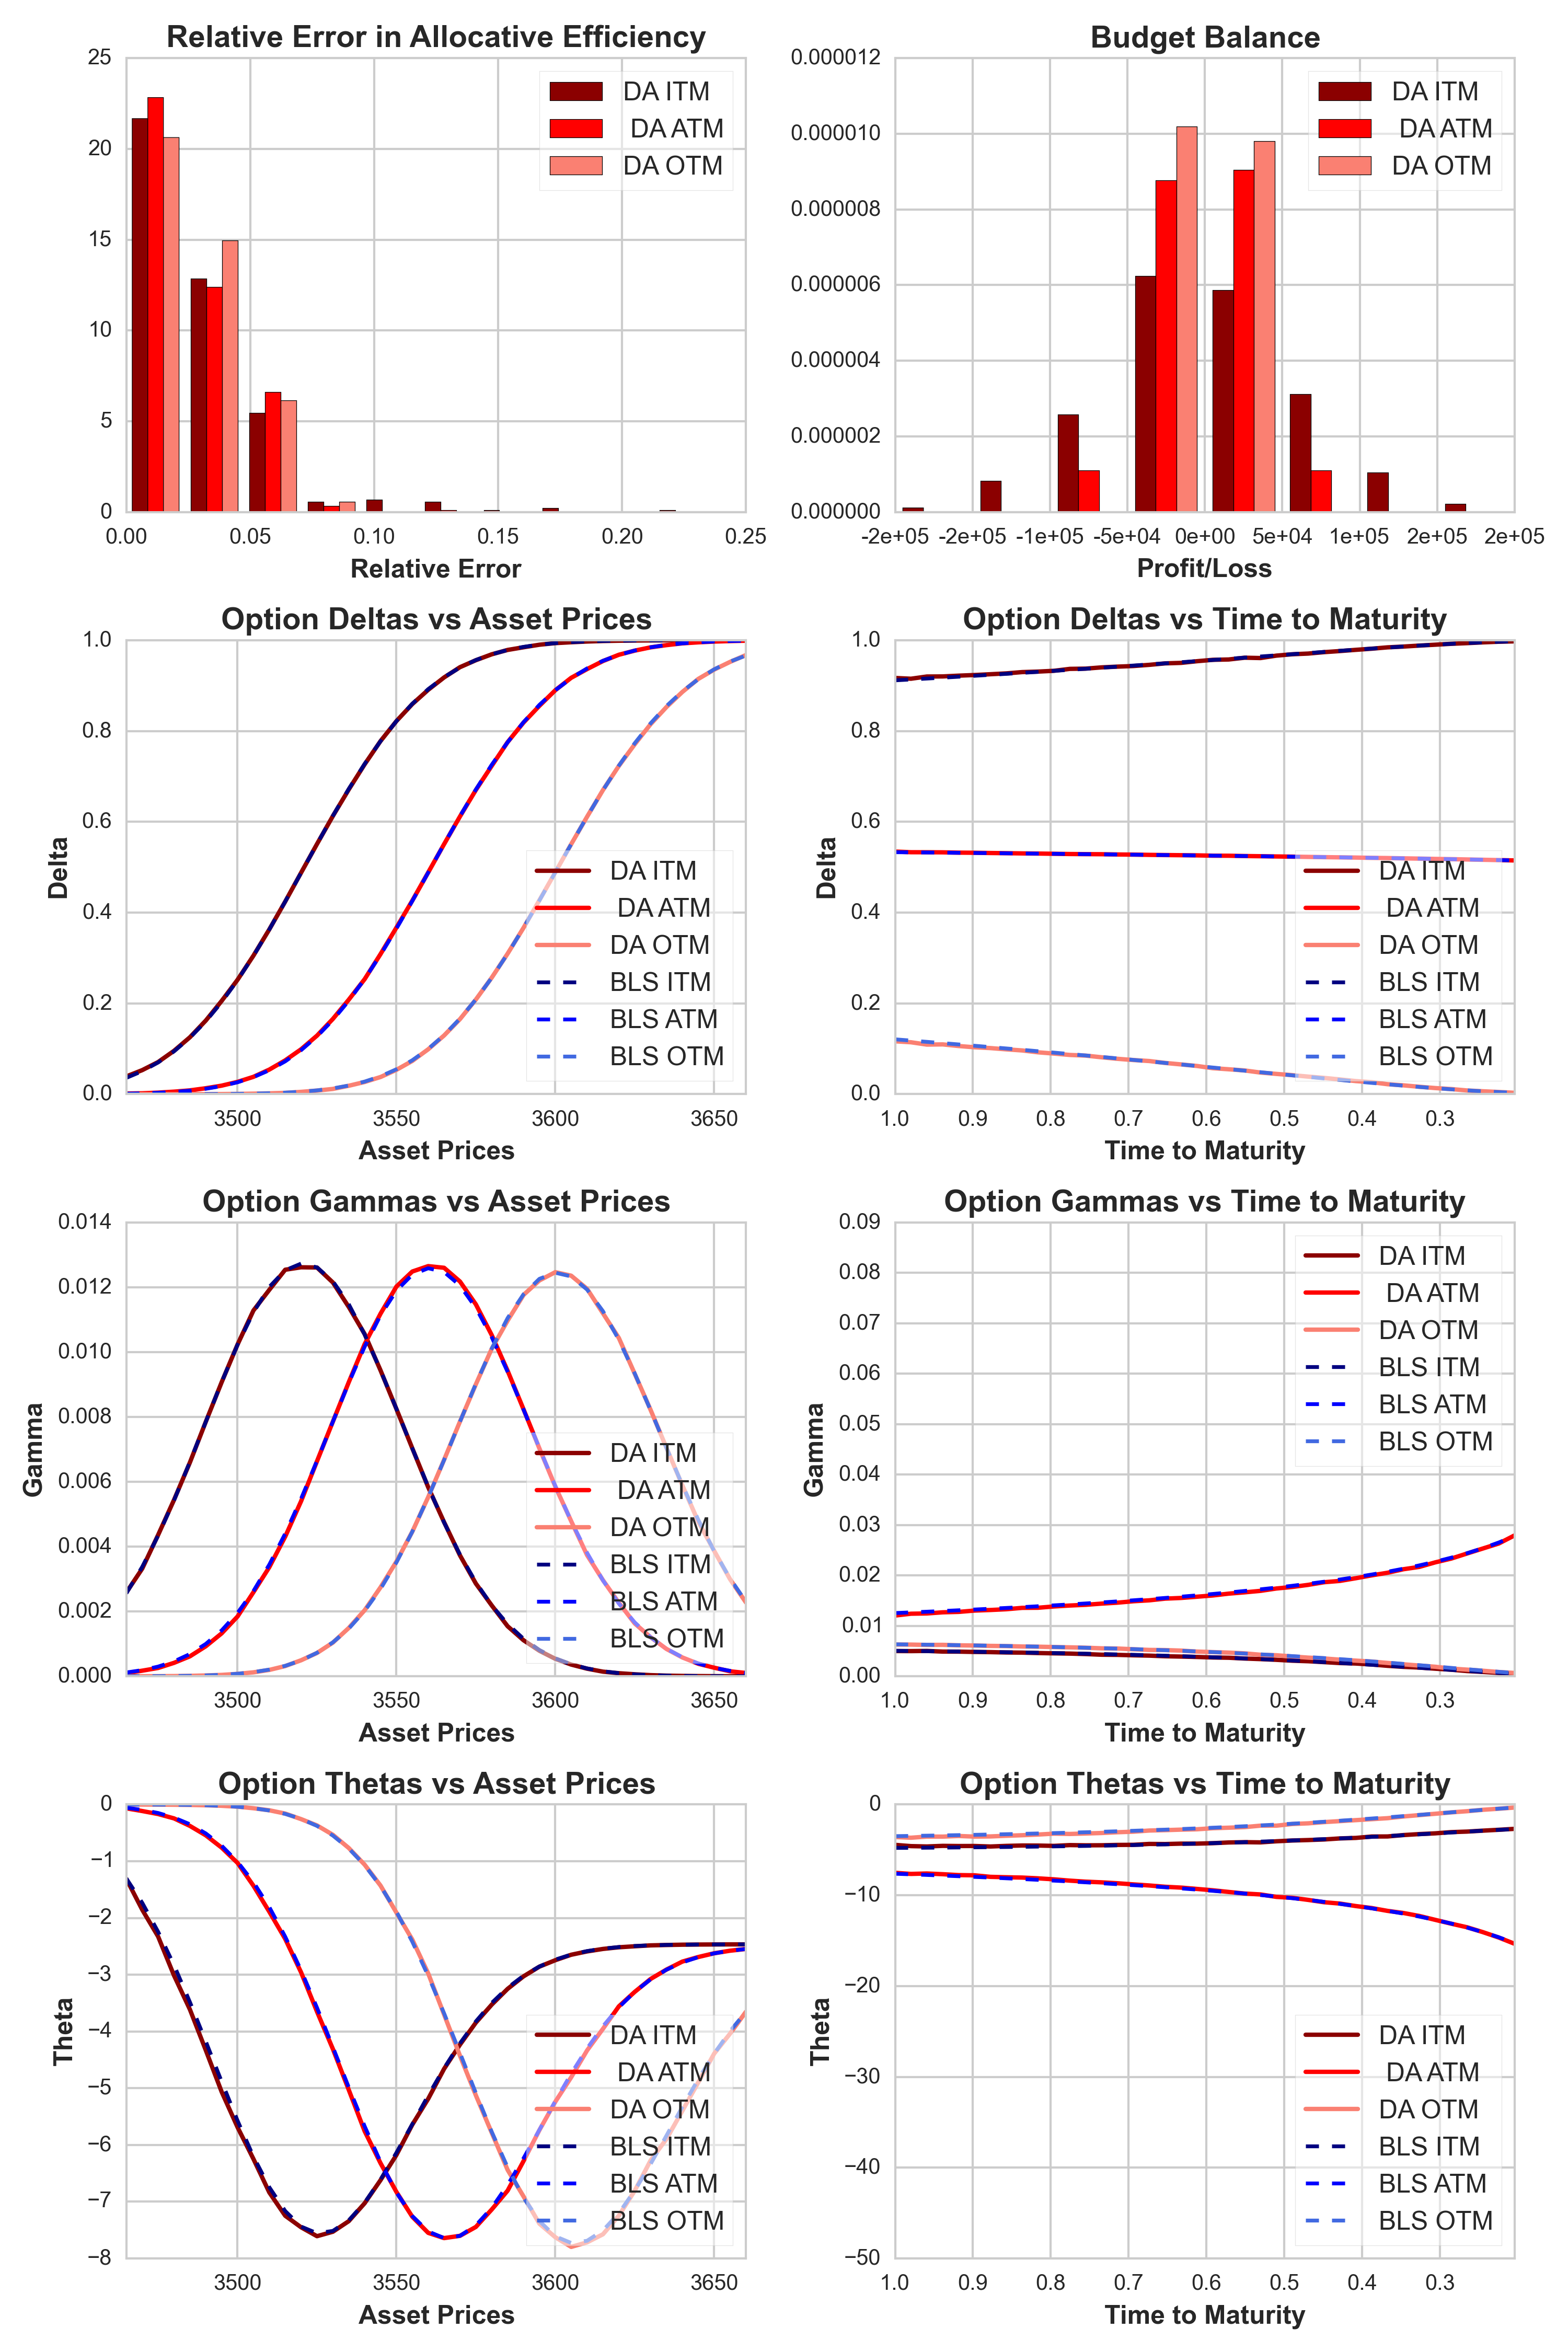 Relative Error in Allocative Efficiency
25
20
15
10
5
0
0.00 0.05 0.10 0.15 0.20 0.25
Relative Error
DA ITM
DA ATM
DA OTM
Budget Balance
0.000012
0.000010
0.000008
0.000006
0.000004
0.000002
0.000000
-2e+05 -2e+05 -1e+05 -5e+04 0e+00 5e+04 1e+05 2e+05 2e+05
Profit/Loss
DA ITM
DA ATM
DA OTM
Option Deltas vs Asset Prices
1.0
0.8
0.6
0.4
0.2
0.0
Delta
3500 3550 3600 3650
Asset Prices
DA ITM
DA ATM
DA OTM
BLS ITM
BLS ATM
BLS OTM
Option Deltas vs Time to Maturity
1.0
0.8
0.6
0.4
0.2
0.0
Delta
1.0 0.9 0.8 0.7 0.6 0.5 0.4 0.3
Time to Maturity
DA ITM
DA ATM
DA OTM
BLS ITM
BLS ATM
BLS OTM
Option Gammas vs Asset Prices
0.014
0.012
0.010
0.008
0.006
0.004
0.002
0.000
Gamma
3500 3550 3600 3650
Asset Prices
DA ITM
DA ATM
DA OTM
BLS ITM
BLS ATM
BLS OTM
Option Gammas vs Time to Maturity
0.09
0.08
0.07
0.06
0.05
0.04
0.03
0.02
0.01
0.00
Gamma
1.0 0.9 0.8 0.7 0.6 0.5 0.4 0.3
Time to Maturity
DA ITM
DA ATM
DA OTM
BLS ITM
BLS ATM
BLS OTM
Option Thetas vs Asset Prices
0
−1
−2
−3
−4
−5
−6
−7
−8
Theta
3500 3550 3600 3650
Asset Prices
DA ITM
DA ATM
DA OTM
BLS ITM
BLS ATM
BLS OTM
Option Thetas vs Time to Maturity
0
−10
−20
−30
−40
−50
Theta
1.0 0.9 0.8 0.7 0.6 0.5 0.4 0.3
Time to Maturity
DA ITM
DA ATM
DA OTM
BLS ITM
BLS ATM
BLS OTM